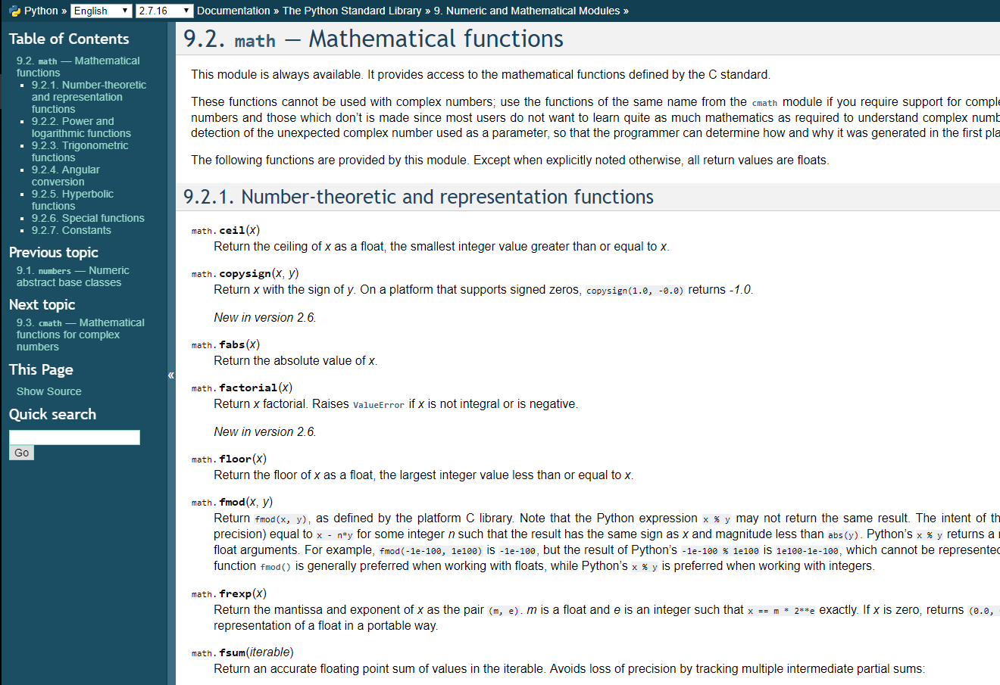 Python » English 2.7.16 Documentation » The Python Standard Library » 9. Numeric and Mathematical Modules »
Table of Contents
9.2. math — Mathematical
functions
9.2.1. Number-theoretic
and representation
functions
9.2.2. Power and
logarithmic functions
9.2.3. Trigonometric
functions
9.2.4. Angular
conversion
9.2.5. Hyperbolic
functions
9.2.6. Special functions
9.2.7. Constants
Previous topic
9.1. numbers — Numeric
abstract base classes
Next topic
9.3. cmath — Mathematical
functions for complex
numbers
This Page
Show Source
Quick search
Go
«
9.2. math — Mathematical functions
This module is always available. It provides access to the mathematical functions defined by the C standard.
These functions cannot be used with complex numbers; use the functions of the same name from the cmath module if you require support for
numbers and those which don’t is made since most users do not want to learn quite as much mathematics as required to understand complex
detection of the unexpected complex number used as a parameter, so that the programmer can determine how and why it was generated in the first
The following functions are provided by this module. Except when explicitly noted otherwise, all return values are floats.
9.2.1. Number-theoretic and representation functions
math.ceil(x)
Return the ceiling of x as a float, the smallest integer value greater than or equal to x.
math.copysign(x, y)
Return x with the sign of y. On a platform that supports signed zeros, copysign(1.0, -0.0) returns -1.0.
New in version 2.6.
math.fabs(x)
Return the absolute value of x.
math.factorial(x)
Return x factorial. Raises ValueError if x is not integral or is negative.
New in version 2.6.
math.floor(x)
Return the floor of x as a float, the largest integer value less than or equal to x.
math.fmod(x, y)
Return fmod(x, y), as defined by the platform C library. Note that the Python expression x % y may not return the same result. The intent of
precision) equal to x - n*y for some integer n such that the result has the same sign as x and magnitude less than abs(y). Python’s x % y returns a
float arguments. For example, fmod(-1e-100, 1e100) is -1e-100, but the result of Python’s -1e-100 % 1e100 is 1e100-1e-100, which cannot be represented
function fmod() is generally preferred when working with floats, while Python’s x % y is preferred when working with integers.
math.frexp(x)
Return the mantissa and exponent of x as the pair (m, e). m is a float and e is an integer such that x == m * 2**e exactly. If x is zero, returns (0.0,
representation of a float in a portable way.
math.fsum(iterable)
Return an accurate floating point sum of values in the iterable. Avoids loss of precision by tracking multiple intermediate partial sums: